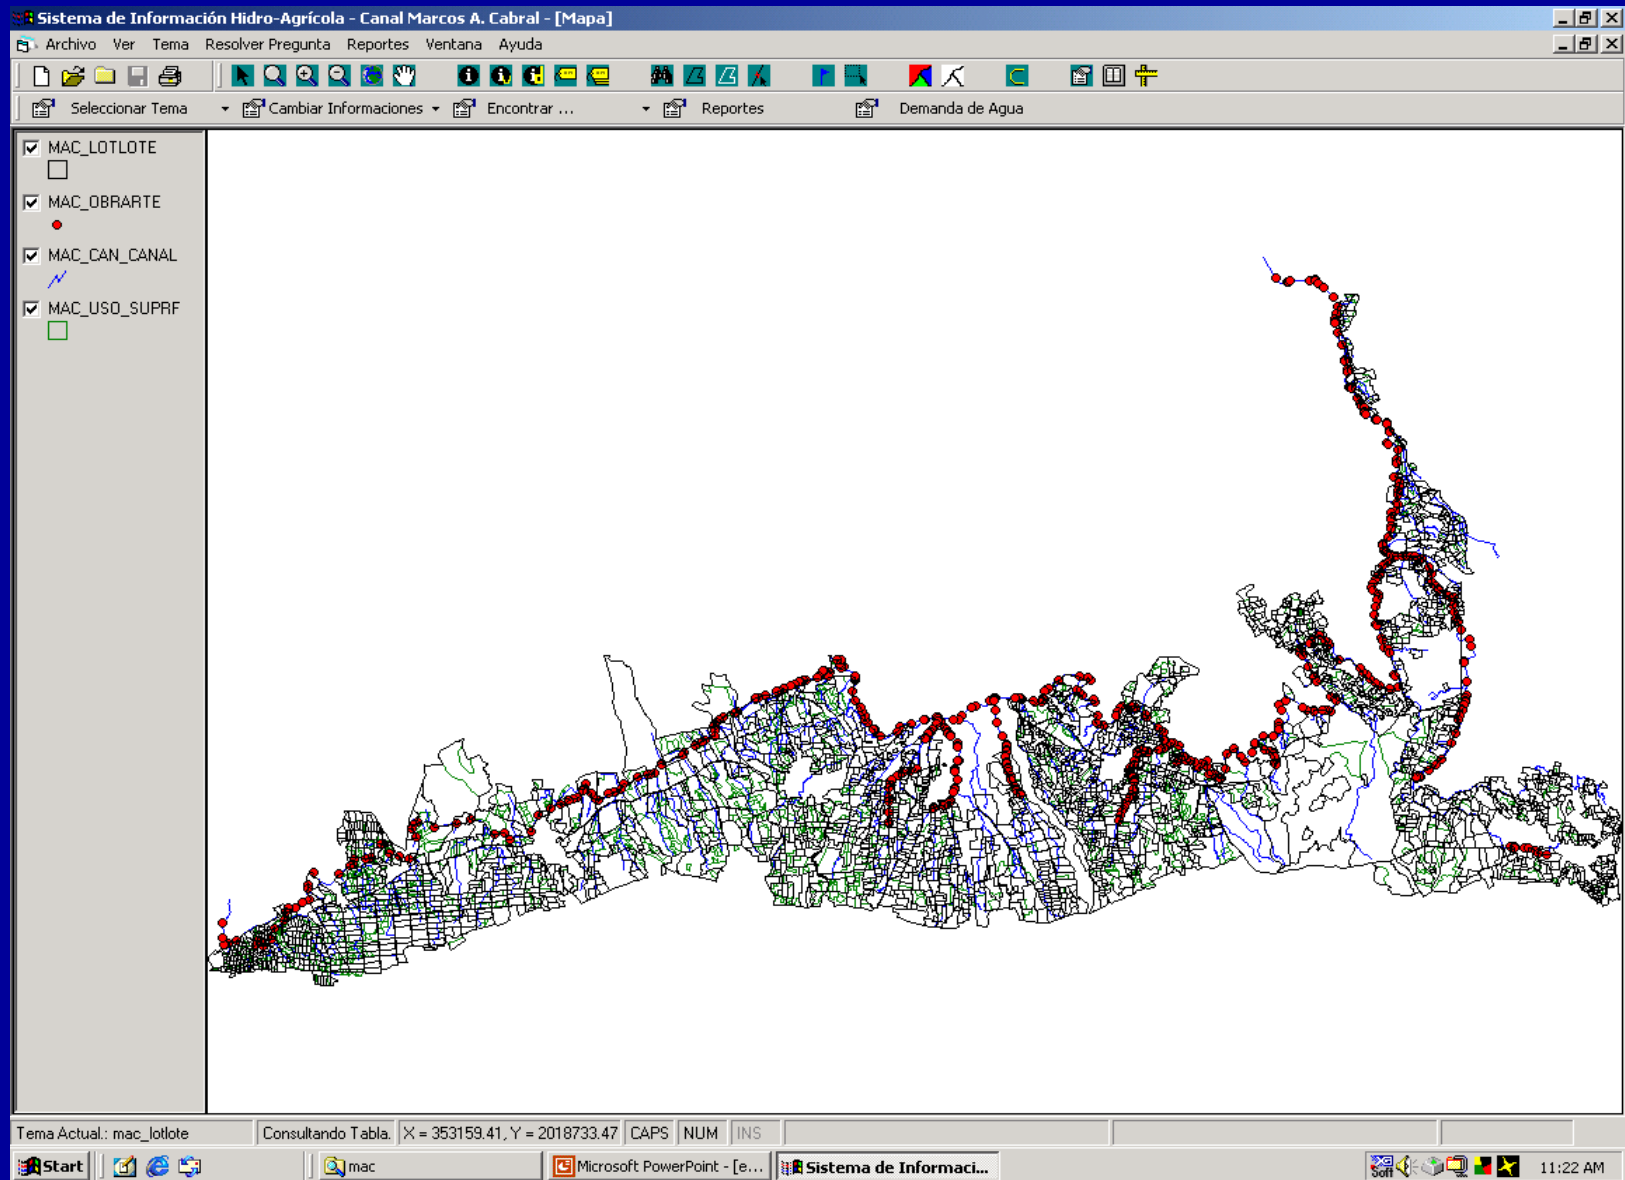 Sistema de Información Hidro-Agrícola - Canal Marcos A. Cabral - [Mapa]
Archivo Ver Tema Resolver Pregunta Reportes Ventana Ayuda
Seleccionar Tema Cambiar Informaciones Encontrar ... Reportes Demanda de Agua
MAC_LOTLOTE
MAC_OBRARTE
MAC_CAN_CANAL
MAC_USO_SUPRF
Tema Actual.: mac_lotlote Consultando Tabla. X = 353159.41, Y = 2018733.47 CAPS NUM INS
Start mac Microsoft PowerPoint - [e... Sistema de Informaci... 11:22 AM